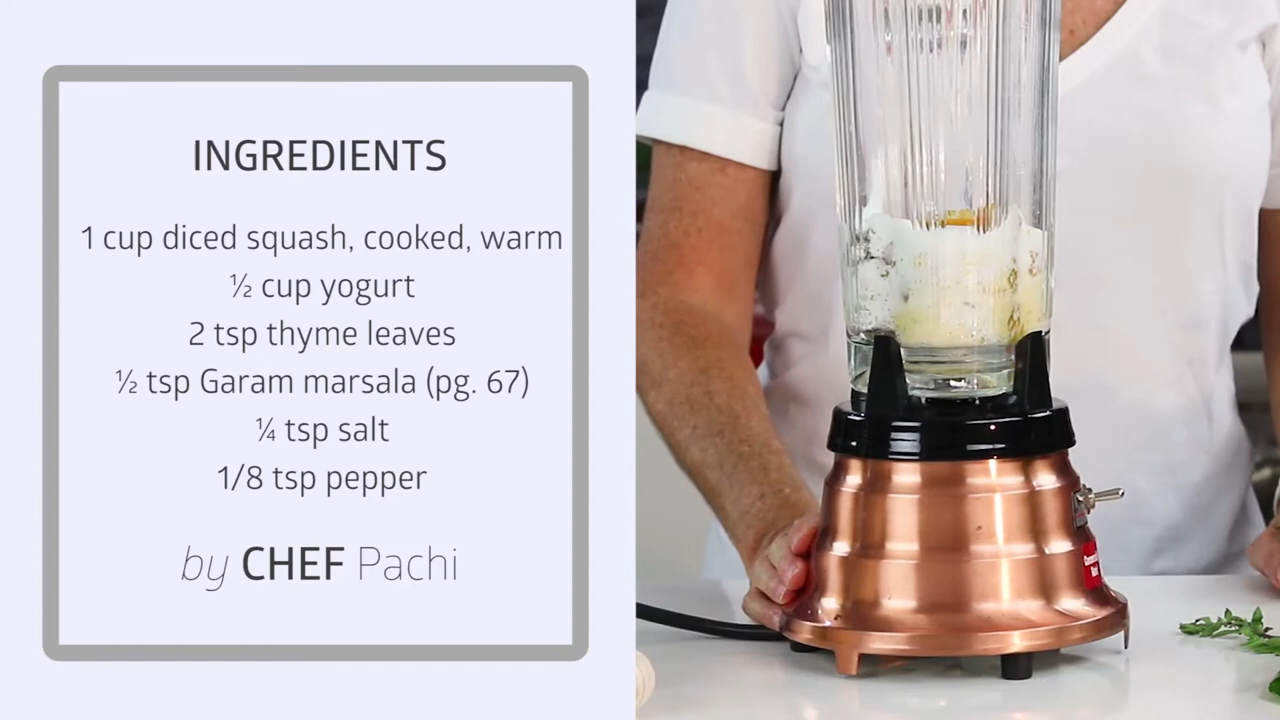 INGREDIENTS
1 cup diced squash, cooked, warm
½ cup yogurt
2 tsp thyme leaves
½ tsp Garam marsala (pg. 67)
¼ tsp salt
1/8 tsp pepper
by CHEF Pachi